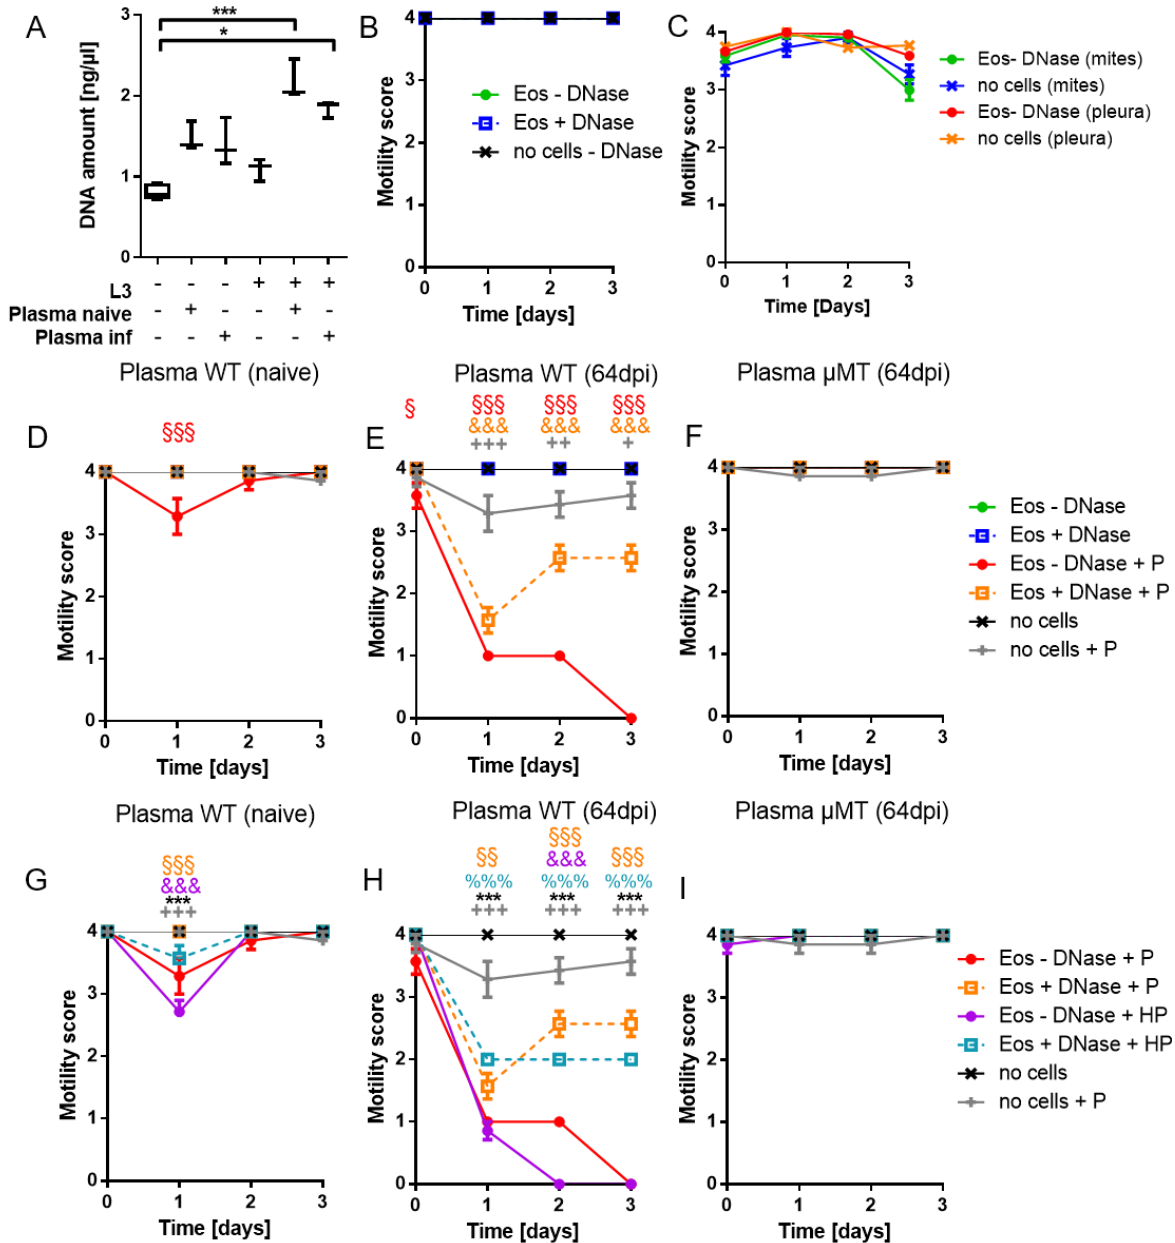 A
DNA amount [ng/µl]
3
2
1
0
***
*
L3 - - - + + +
Plasma naive - + - - + -
Plasma inf - - + - - +
B
Motility score
4
3
2
1
0
Eos - DNase
Eos + DNase
no cells - DNase
0 1 2 3
Time [days]
C
Motility score
4
3
2
1
0
0 1 2 3
Time [Days]
Eos- DNase (mites)
no cells (mites)
Eos- DNase (pleura)
no cells (pleura)
Plasma WT (naive)
D
§§§
Motility score
4
3
2
1
0
0 1 2 3
Time [days]
Plasma WT (64dpi)
E
§ §§§ §§§ §§§
&&& &&& &&&
+++ ++ +
Motility score
4
3
2
1
0
0 1 2 3
Time [days]
Plasma µMT (64dpi)
F
Motility score
4
3
2
1
0
0 1 2 3
Time [days]
Eos - DNase
Eos + DNase
Eos - DNase + P
Eos + DNase + P
no cells
no cells + P
Plasma WT (naive)
G
§§§
&&&
***
+++
Motility score
4
3
2
1
0
0 1 2 3
Time [days]
Plasma WT (64dpi)
H
§§ §§§ §§§
&&&
%%% %%% %%%
*** *** ***
+++ +++ +++
Motility score
4
3
2
1
0
0 1 2 3
Time [days]
Plasma µMT (64dpi)
I
Motility score
4
3
2
1
0
0 1 2 3
Time [days]
Eos - DNase + P
Eos + DNase + P
Eos - DNase + HP
Eos + DNase + HP
no cells
no cells + P